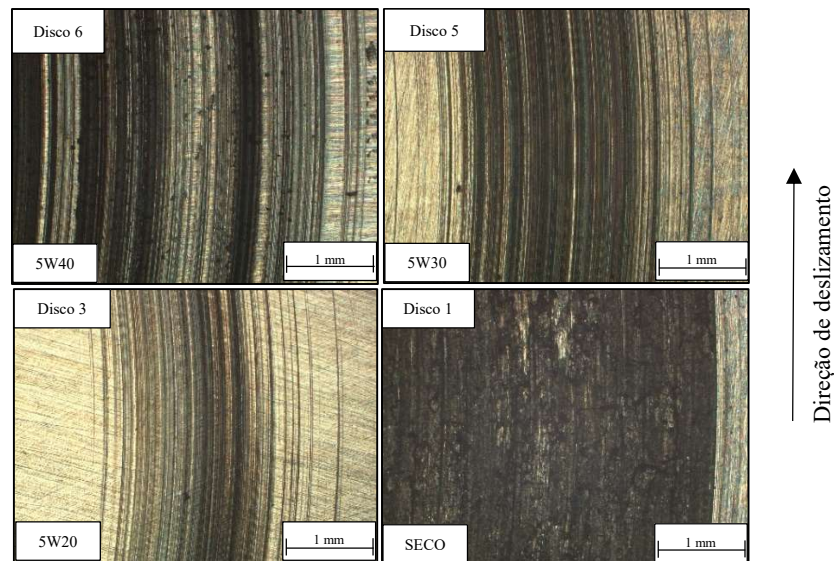 Disco 6
5W40
1 mm
Disco 5
5W30
1 mm
Disco 3
5W20
1 mm
Disco 1
SECO
1 mm
Direção de deslizamento